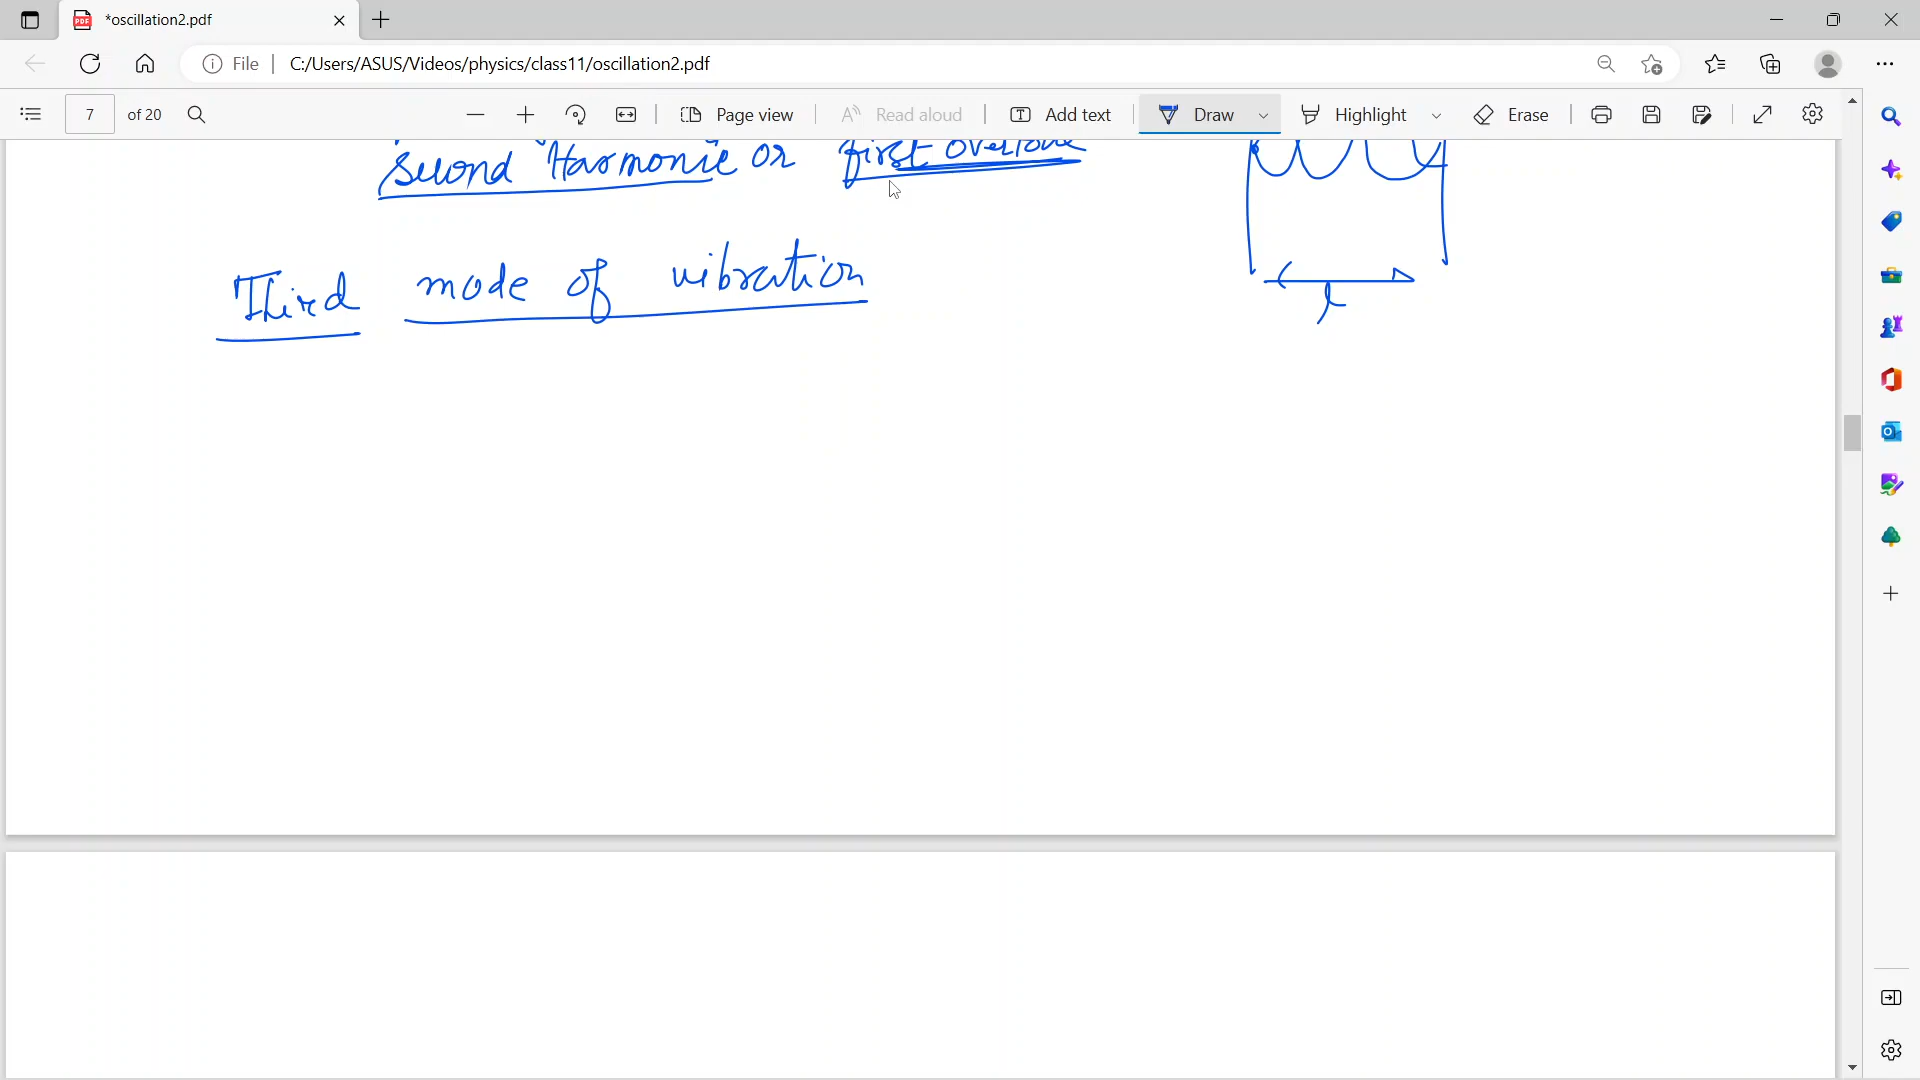 *oscillation2.pdf
File C:/Users/ASUS/Videos/physics/class11/oscillation2.pdf
7 of 20 Page view Read aloud Add text Draw Highlight Erase
Second Harmonic or first overtone
Third mode of vibration
l